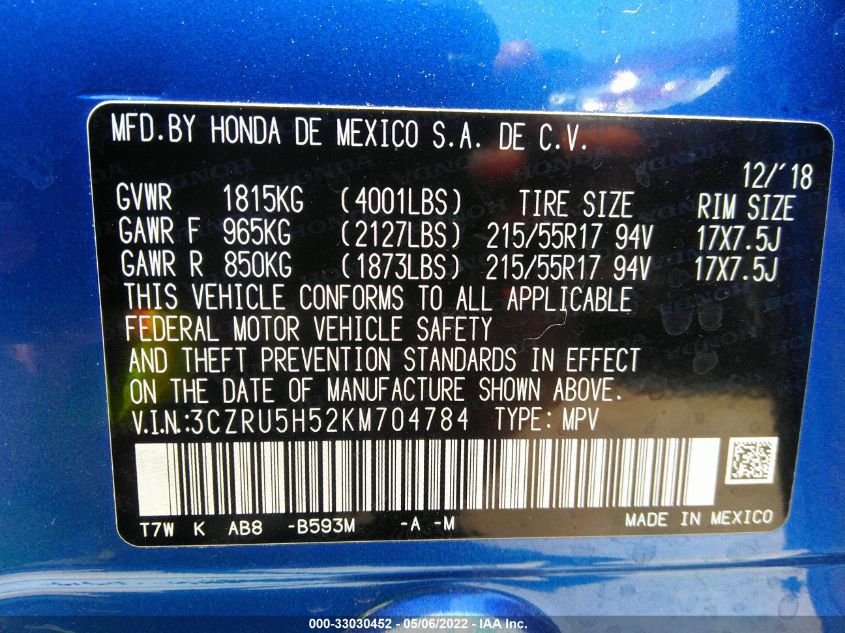 MFD.BY HONDA DE MEXICO S.A. DE C.V.
12/'18
GVWR 1815KG (4001LBS) TIRE SIZE RIM SIZE
GAWR F 965KG (2127LBS) 215/55R17 94V 17X7.5J
GAWR R 850KG (1873LBS) 215/55R17 94V 17X7.5J
THIS VEHICLE CONFORMS TO ALL APPLICABLE
FEDERAL MOTOR VEHICLE SAFETY
AND THEFT PREVENTION STANDARDS IN EFFECT
ON THE DATE OF MANUFACTURE SHOWN ABOVE.
V.I.N:3CZRU5H52KM704784 TYPE: MPV
T7W K AB8 -B593M -A -M MADE IN MEXICO
000-33030452 - 05/06/2022 - IAA Inc.